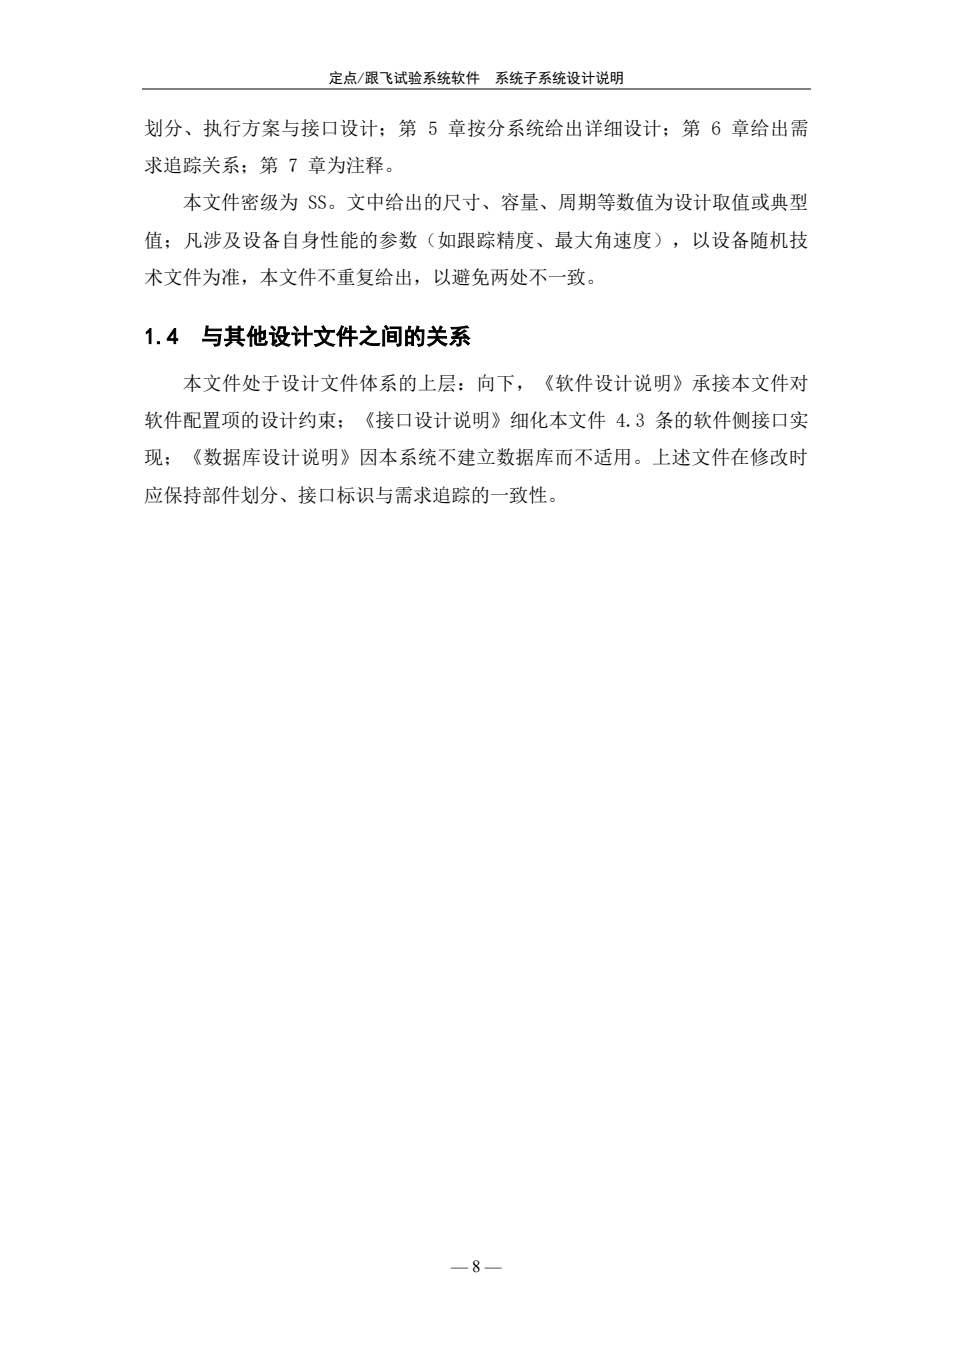 定点/跟飞试验系统软件　系统子系统设计说明
划分、执行方案与接口设计；第 5 章按分系统给出详细设计；第 6 章给出需
求追踪关系；第 7 章为注释。
本文件密级为 SS。文中给出的尺寸、容量、周期等数值为设计取值或典型
值；凡涉及设备自身性能的参数（如跟踪精度、最大角速度），以设备随机技
术文件为准，本文件不重复给出，以避免两处不一致。
1.4　与其他设计文件之间的关系
本文件处于设计文件体系的上层：向下，《软件设计说明》承接本文件对
软件配置项的设计约束；《接口设计说明》细化本文件 4.3 条的软件侧接口实
现；《数据库设计说明》因本系统不建立数据库而不适用。上述文件在修改时
应保持部件划分、接口标识与需求追踪的一致性。
— 8 —